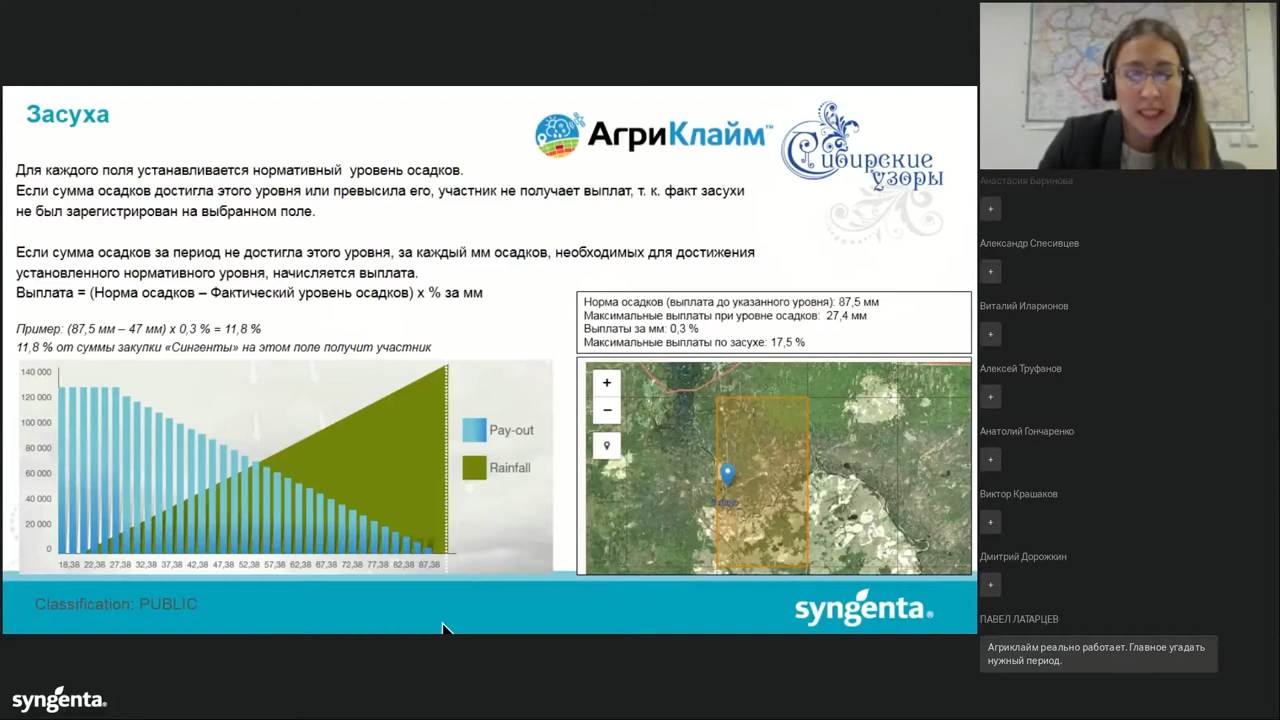 Засуха
АгриКлайм™
Сибирские
узоры
Для каждого поля устанавливается нормативный уровень осадков.
Если сумма осадков достигла этого уровня или превысила его, участник не получает выплат, т. к. факт засухи
не был зарегистрирован на выбранном поле.
Если сумма осадков за период не достигла этого уровня, за каждый мм осадков, необходимых для достижения
установленного нормативного уровня, начисляется выплата.
Выплата = (Норма осадков – Фактический уровень осадков) х % за мм
Пример: (87,5 мм – 47 мм) х 0,3 % = 11,8 %
11,8 % от суммы закупки «Сингенты» на этом поле получит участник
Норма осадков (выплата до указанного уровня): 87,5 мм
Максимальные выплаты при уровне осадков: 27,4 мм
Выплаты за мм: 0,3 %
Максимальные выплаты по засухе: 17,5 %
140 000
120 000
100 000
80 000
60 000
40 000
20 000
0
18,38 22,38 27,38 32,38 37,38 42,38 47,38 52,38 57,38 62,38 67,38 72,38 77,38 82,38 87,38
Pay-out
Rainfall
+
−
Classification: PUBLIC
syngenta.
syngenta.
Анастасия Баринова
+
Александр Спесивцев
+
Виталий Иларионов
+
Алексей Труфанов
+
Анатолий Гончаренко
+
Виктор Крашаков
+
Дмитрий Дорожкин
+
ПАВЕЛ ЛАТАРЦЕВ
Агриклайм реально работает. Главное угадать
нужный период.